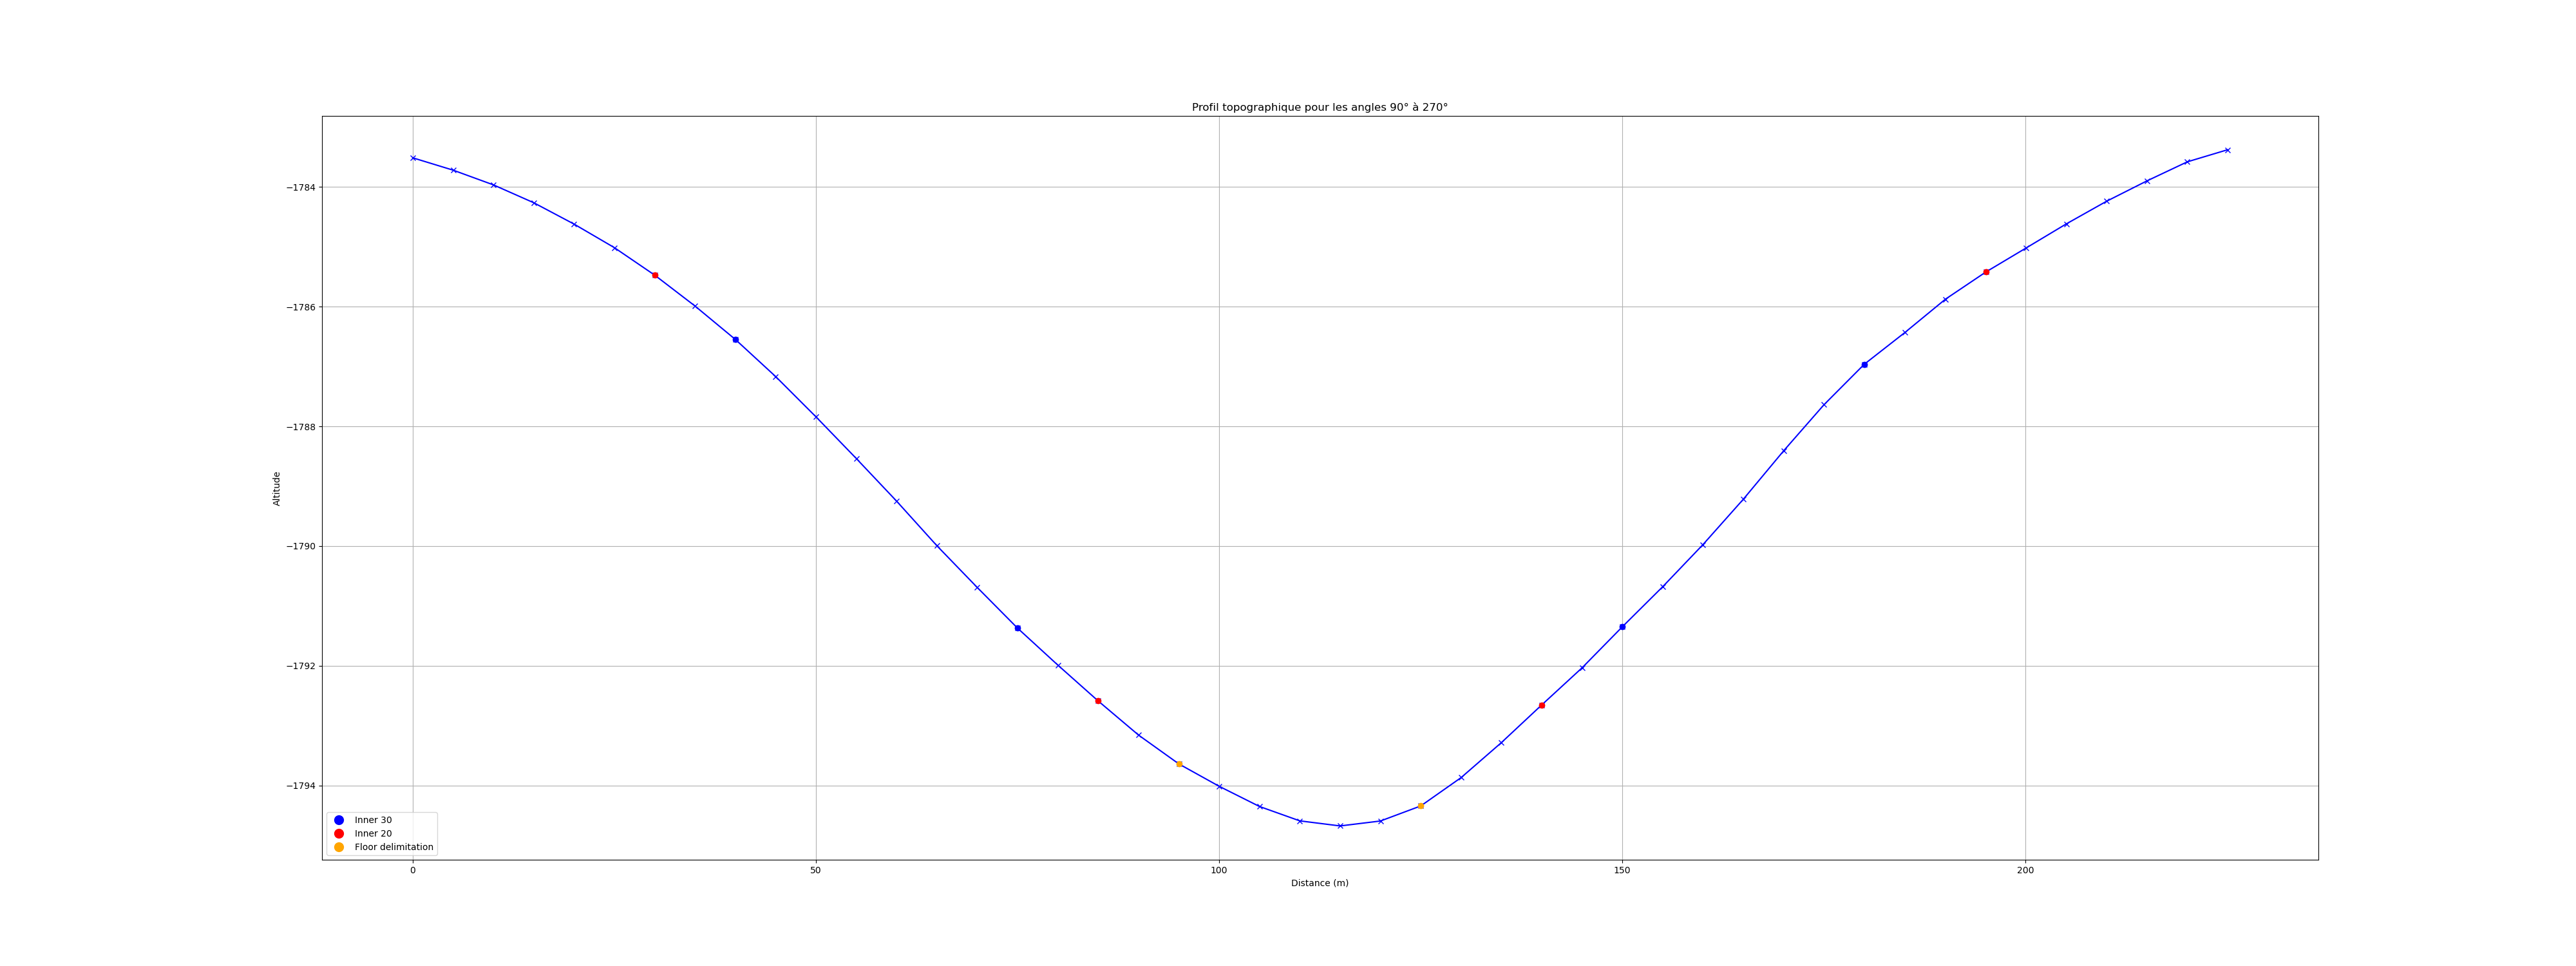 Profil topographique pour les angles 90° à 270°
−1784
−1786
−1788
−1790
−1792
−1794
Altitude
Inner 30
Inner 20
Floor delimitation
0
50
100
150
200
Distance (m)